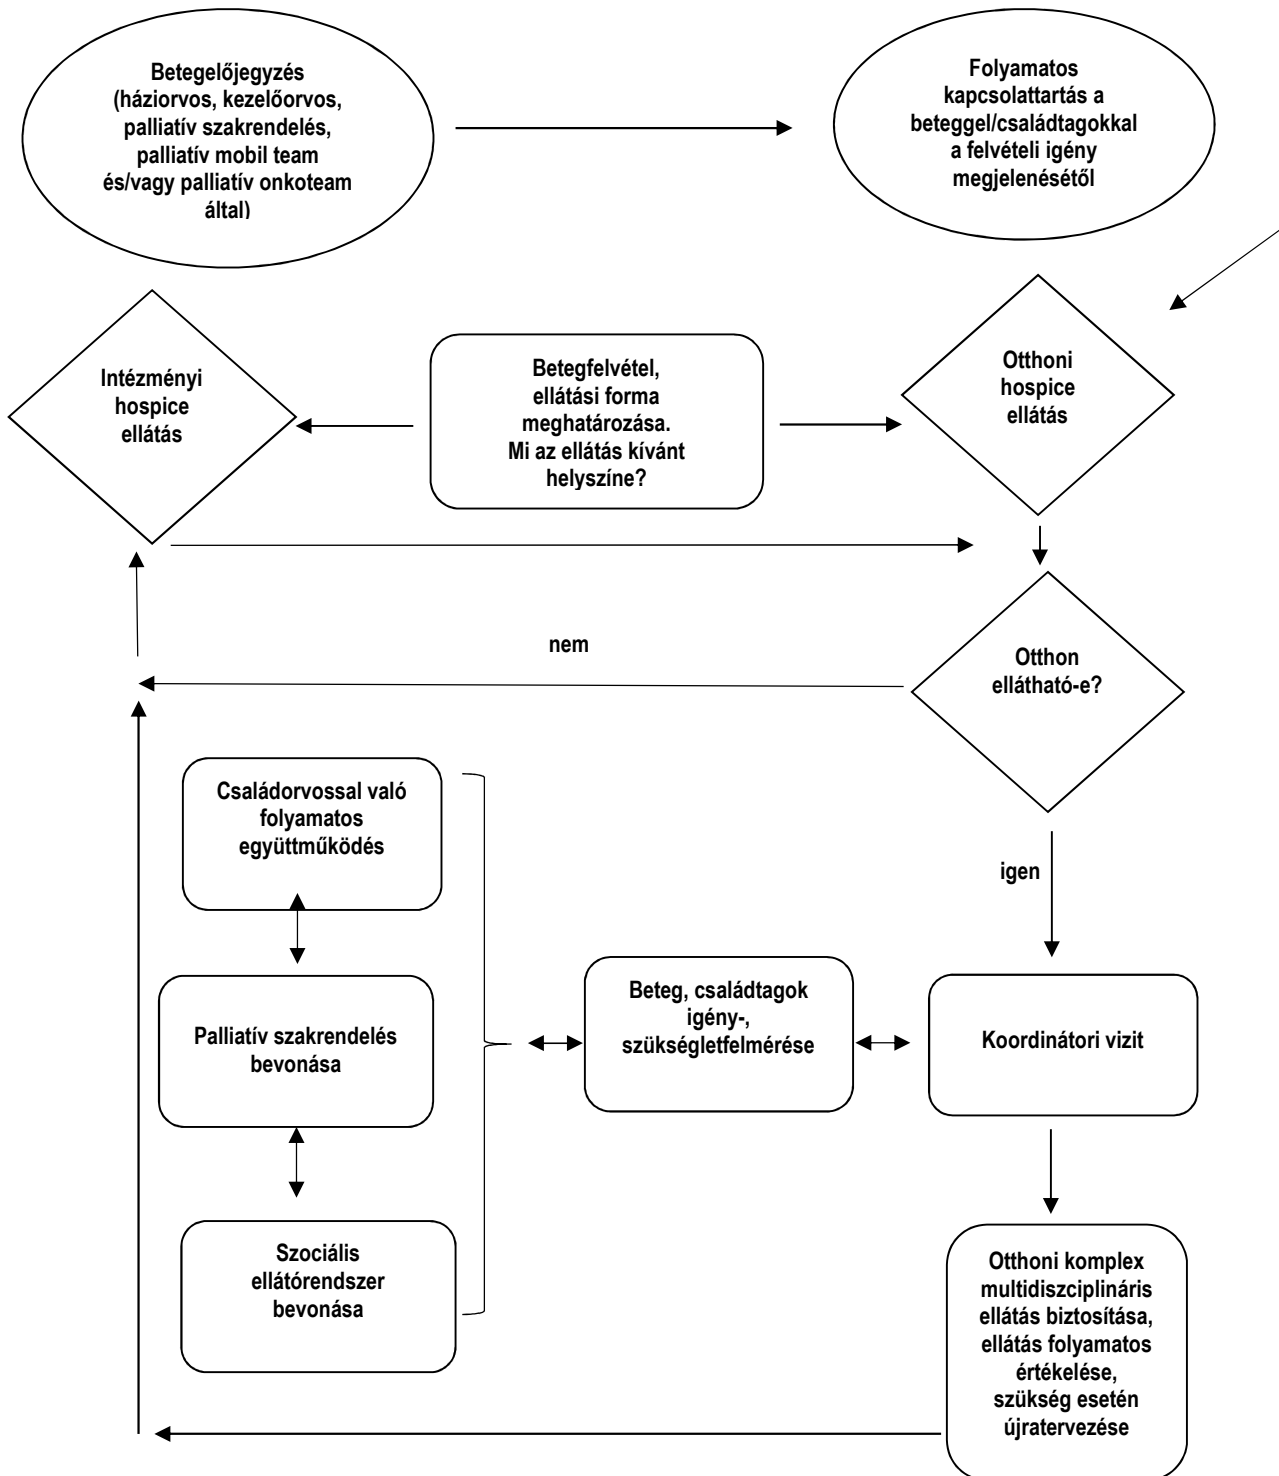 Betegelőjegyzés
(háziorvos, kezelőorvos,
palliatív szakrendelés,
palliatív mobil team
és/vagy palliatív onkoteam
által)
Folyamatos
kapcsolattartás a
beteggel/családtagokkal
a felvételi igény
megjelenésétől
Intézményi
hospice
ellátás
Betegfelvétel,
ellátási forma
meghatározása.
Mi az ellátás kívánt
helyszíne?
Otthoni
hospice
ellátás
nem
Otthon
ellátható-e?
igen
Családorvossal való
folyamatos
együttműködés
Palliatív szakrendelés
bevonása
Szociális
ellátórendszer
bevonása
Beteg, családtagok
igény-,
szükségletfelmérése
Koordinátori vizit
Otthoni komplex
multidiszciplináris
ellátás biztosítása,
ellátás folyamatos
értékelése,
szükség esetén
újratervezése